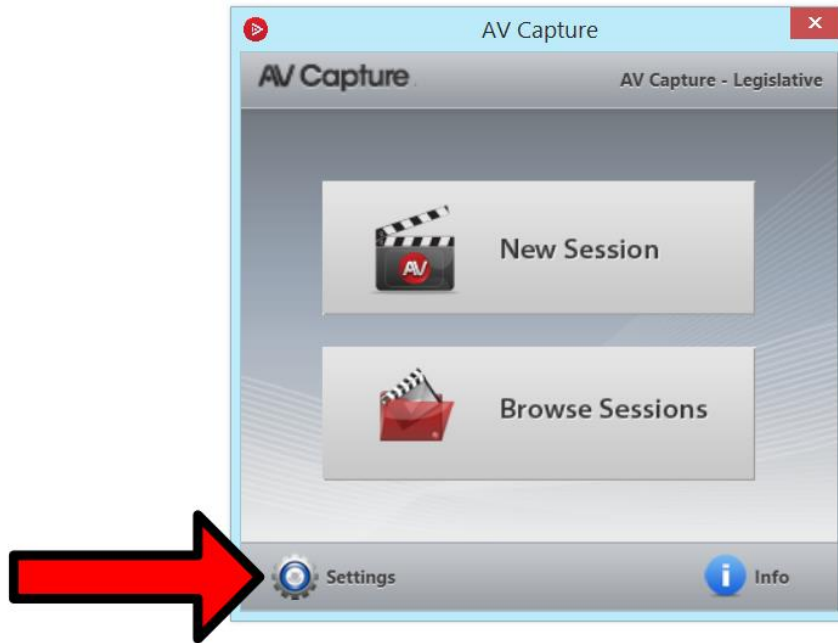 AV Capture
x
AV Capture
AV Capture - Legislative
AV
New Session
Browse Sessions
Settings
i
Info